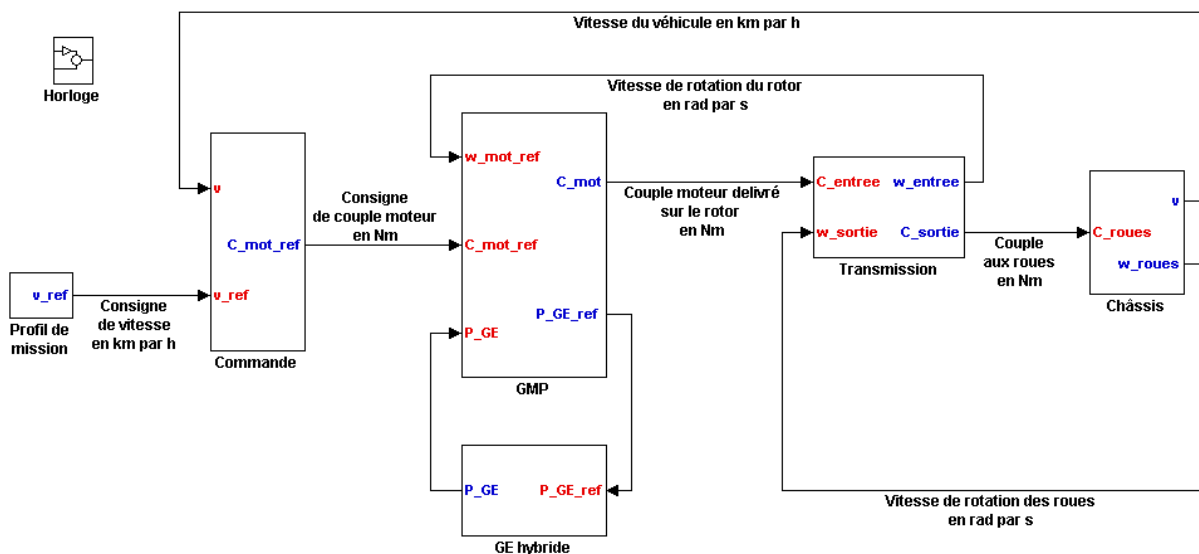 Vitesse du véhicule en km par h
Horloge
Vitesse de rotation du rotor
en rad par s
v
C_mot_ref
v_ref
Commande
v_ref
Profil de
mission
Consigne
de vitesse
en km par h
Consigne
de couple moteur
en Nm
w_mot_ref
C_mot
C_mot_ref
P_GE_ref
P_GE
GMP
P_GE
P_GE_ref
GE hybride
Couple moteur delivré
sur le rotor
en Nm
C_entree
w_entree
w_sortie
C_sortie
Transmission
Couple
aux roues
en Nm
v
C_roues
w_roues
Châssis
Vitesse de rotation des roues
en rad par s